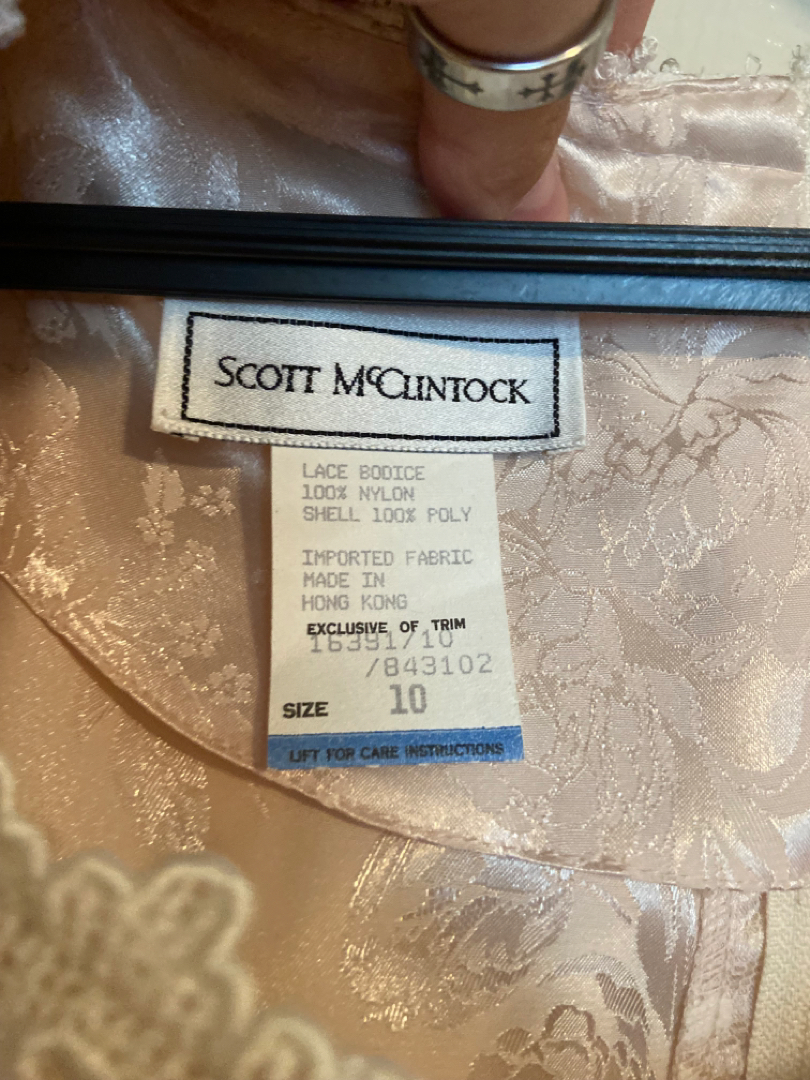 SCOTT McCLINTOCK
LACE BODICE
100% NYLON
SHELL 100% POLY
IMPORTED FABRIC
MADE IN
HONG KONG
EXCLUSIVE OF TRIM
16391/10
/843102
SIZE 10
LIFT FOR CARE INSTRUCTIONS